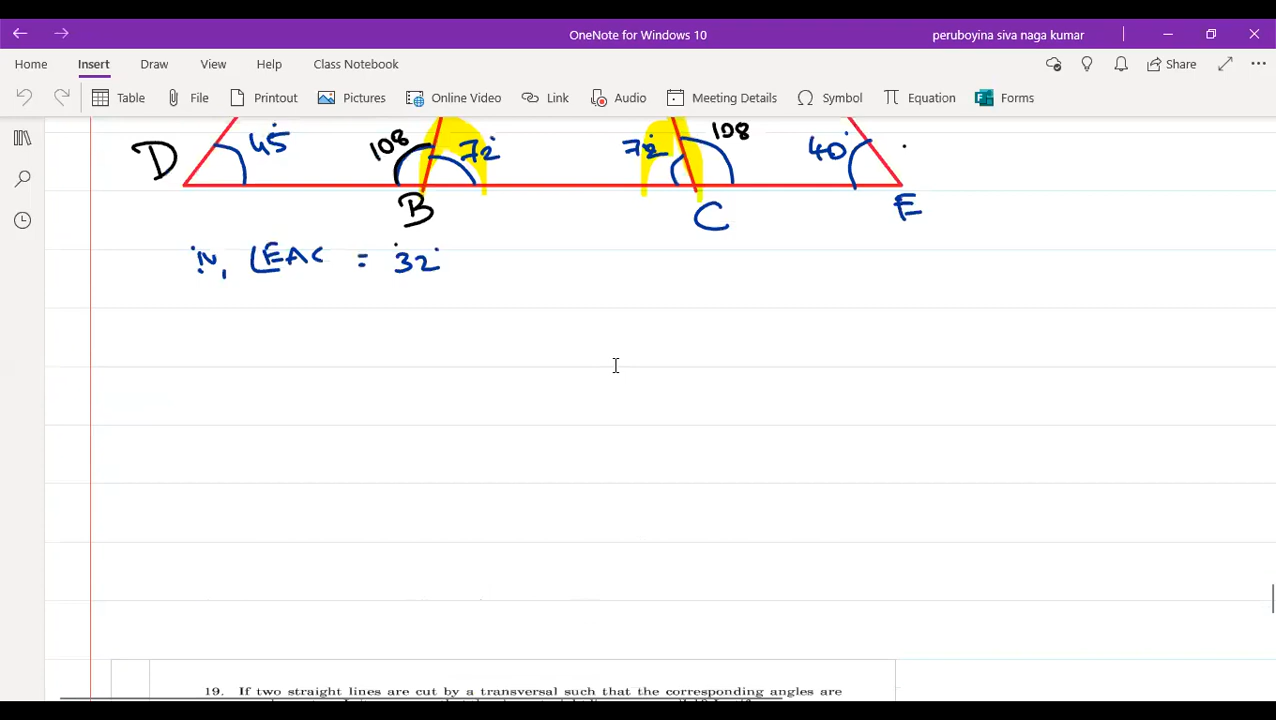 OneNote for Windows 10
peruboyina siva naga kumar
Home Insert Draw View Help Class Notebook Share
Table File Printout Pictures Online Video Link Audio Meeting Details Symbol Equation Forms
D 45° 108 72° 72° 108 40°
B C E
iv, ∠EAC = 32°
19. If two straight lines are cut by a transversal such that the corresponding angles are